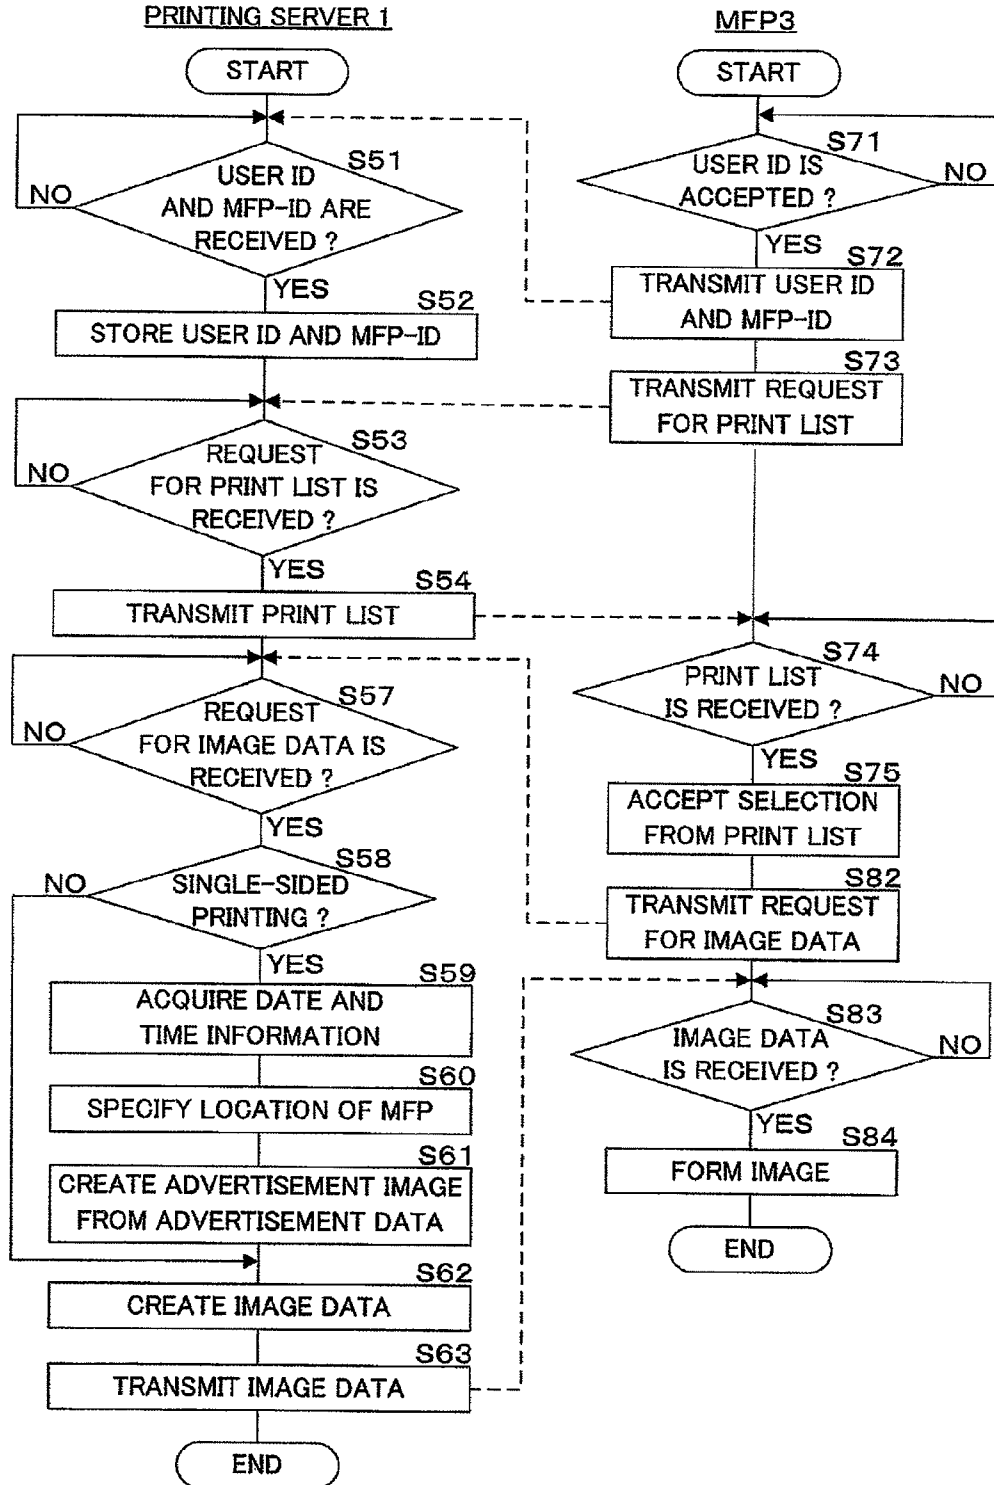 PRINTING SERVER 1
START
S51
USER ID
AND MFP-ID ARE
RECEIVED ?
NO
YES
S52
STORE USER ID AND MFP-ID
S53
REQUEST
FOR PRINT LIST IS
RECEIVED ?
NO
YES
S54
TRANSMIT PRINT LIST
S57
REQUEST
FOR IMAGE DATA IS
RECEIVED ?
NO
YES
S58
SINGLE-SIDED
PRINTING ?
NO
YES
S59
ACQUIRE DATE AND
TIME INFORMATION
S60
SPECIFY LOCATION OF MFP
S61
CREATE ADVERTISEMENT IMAGE
FROM ADVERTISEMENT DATA
S62
CREATE IMAGE DATA
S63
TRANSMIT IMAGE DATA
END
MFP3
START
S71
USER ID IS
ACCEPTED ?
NO
YES
S72
TRANSMIT USER ID
AND MFP-ID
S73
TRANSMIT REQUEST
FOR PRINT LIST
S74
PRINT LIST
IS RECEIVED ?
NO
YES
S75
ACCEPT SELECTION
FROM PRINT LIST
S82
TRANSMIT REQUEST
FOR IMAGE DATA
S83
IMAGE DATA
IS RECEIVED ?
NO
YES
S84
FORM IMAGE
END